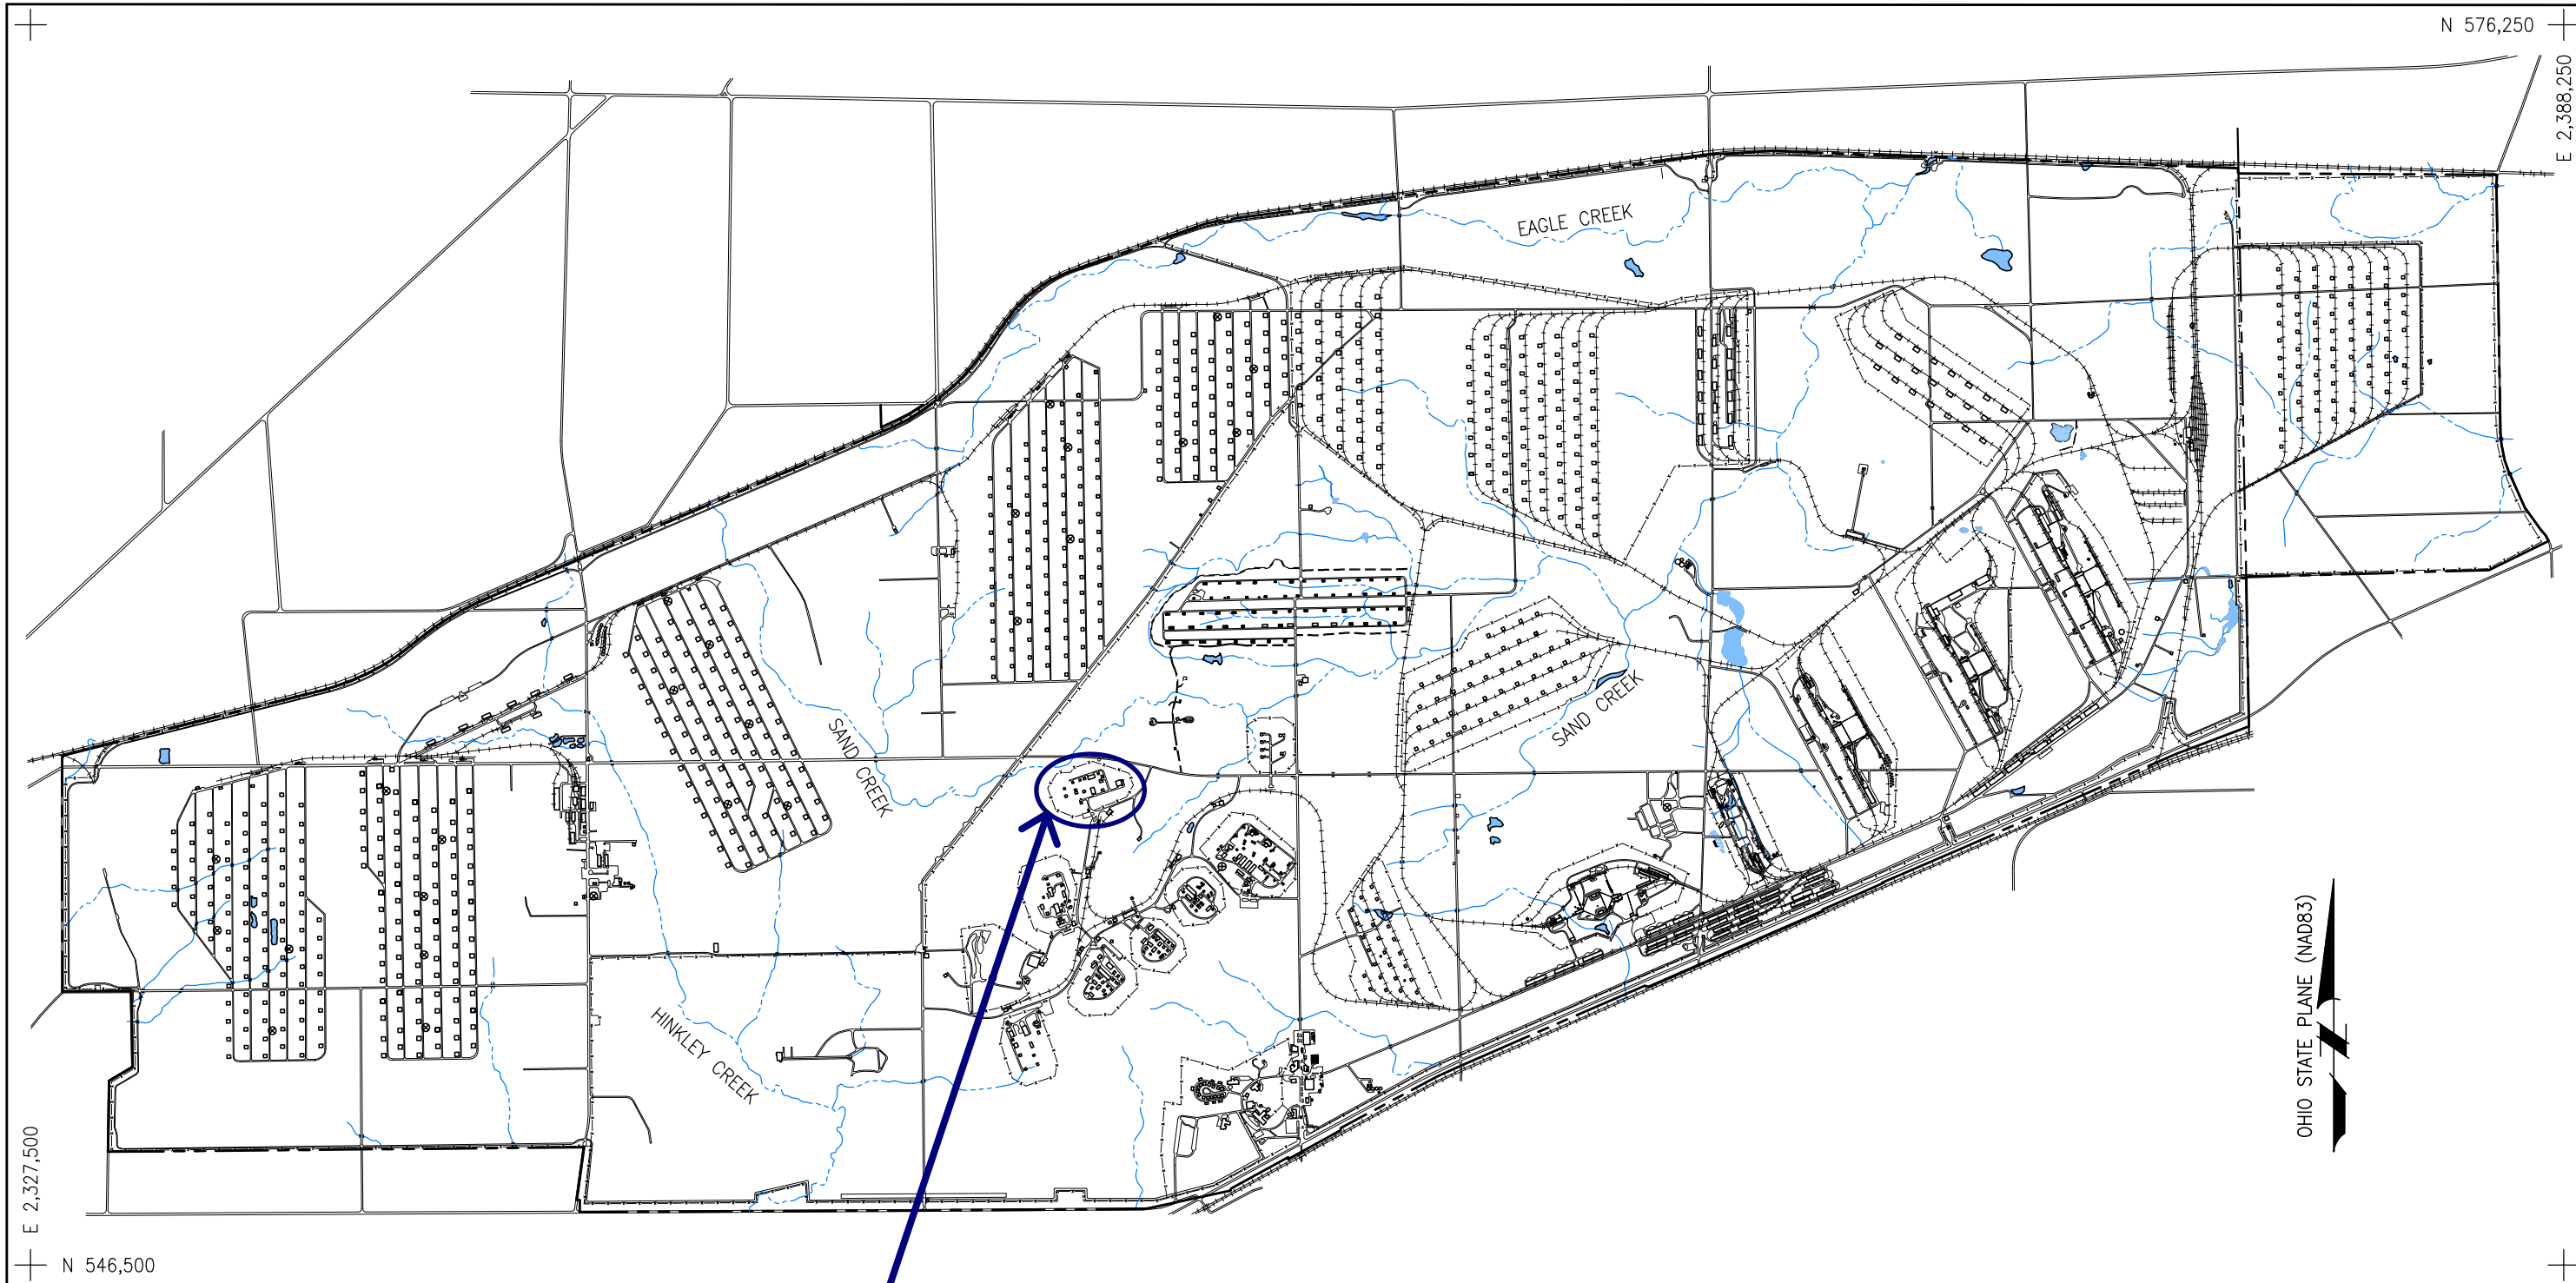 N 576,250
E 2,388,250
EAGLE CREEK
SAND CREEK
SAND CREEK
HINKLEY CREEK
OHIO STATE PLANE (NAD83)
N
E 2,327,500
N 546,500